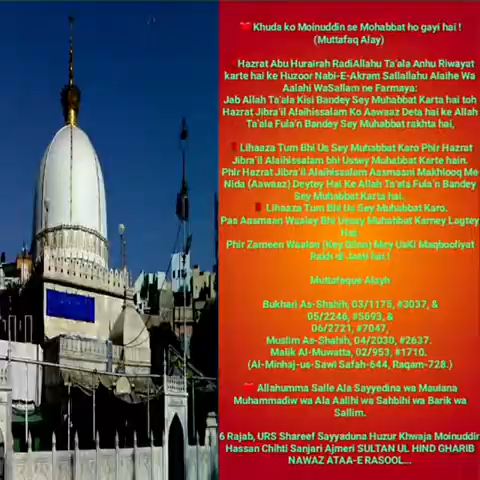 ❤️ Khuda ko Moinuddin se Mohabbat ho gayi hai !
(Muttafaq Alay)
Hazrat Abu Hurairah RadiAllahu Ta'ala Anhu Riwayat
karte hai ke Huzoor Nabi-E-Akram Sallallahu Alaihe Wa
Aalahi WaSallam ne Farmaya:
Jab Allah Ta'ala Kisi Bandey Sey Muhabbat Karta hai toh
Hazrat Jibra'il Alaihissalam Ko Aawaaz Deta hai ke Allah
Ta'ala Fula'n Bandey Sey Muhabbat rakhta hai,
Lihaaza Tum Bhi Us Sey Muhabbat Karo Phir Hazrat
Jibra'il Alaihissalam bhi Ussey Muhabbat Karte hain.
Phir Hazrat Jibra'il Alaihissalam Aasmaani Makhlooq Me
Nida (Aawaaz) Deytey Hai Ke Allah Ta'ala Fula'n Bandey
Sey Muhabbat Karta hai.
Lihaaza Tum Bhi Us Sey Muhabbat Karo.
Pas Aasmaan Waaley Bhi Ussey Muhabbat Karney Lagtey
Hai
Phir Zameen Waalon (Key Dilon) Mey UsKi Maqbooliyat
Rakh di Jaati hai !
Muttafaque Alayh
Bukhari As-Shahih, 03/1175, #3037, &
05/2246, #5693, &
06/2721, #7047,
Muslim As-Shahih, 04/2030, #2637.
Malik Al-Muwatta, 02/953, #1710.
(Al-Minhaj-us-Sawi Safah-644, Raqam-728.)
❤️ Allahumma Salle Ala Sayyedina wa Maulana
Muhammadiw wa Ala Aalihi wa Sahbihi wa Barik wa
Sallim.
6 Rajab, URS Shareef Sayyaduna Huzur Khwaja Moinuddin
Hassan Chihti Sanjari Ajmeri SULTAN UL HIND GHARIB
NAWAZ ATAA-E RASOOL...